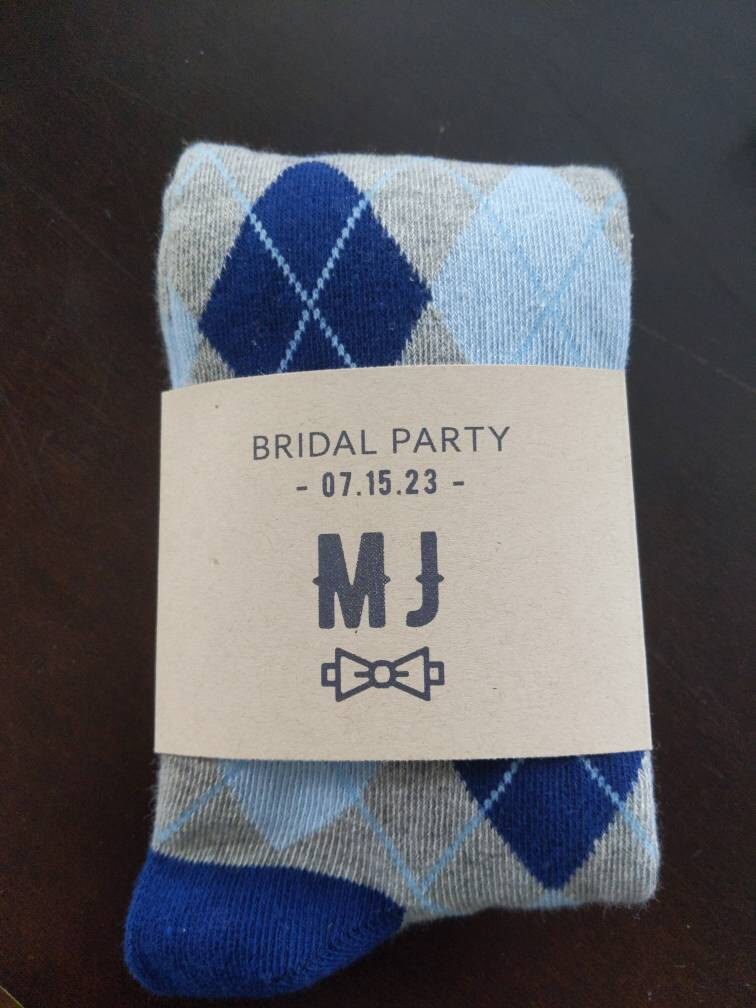 BRIDAL PARTY
- 07.15.23 -
MJ